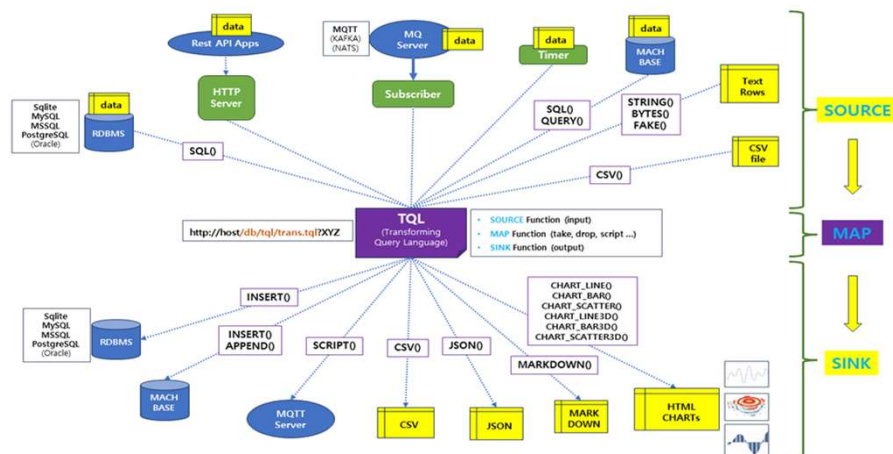 data
Rest API Apps
HTTP
Server
MQTT
(KAFKA)
(NATS)
MQ
Server
data
Subscriber
data
Timer
data
MACH
BASE
Text
Rows
CSV
file
SOURCE
Sqlite
MySQL
MSSQL
PostgreSQL
(Oracle)
data
RDBMS
SQL()
SQL()
QUERY()
STRING()
BYTES()
FAKE()
CSV()
http://host/db/tql/trans.tql?XYZ
TQL
(Transforming
Query Language)
• SOURCE Function (input)
• MAP Function (take, drop, script ...)
• SINK Function (output)
MAP
Sqlite
MySQL
MSSQL
PostgreSQL
(Oracle)
RDBMS
INSERT()
INSERT()
APPEND()
SCRIPT()
CSV()
JSON()
MARKDOWN()
CHART_LINE()
CHART_BAR()
CHART_SCATTER()
CHART_LINE3D()
CHART_BAR3D()
CHART_SCATTER3D()
MACH
BASE
MQTT
Server
CSV
JSON
MARK
DOWN
HTML
CHARTs
SINK